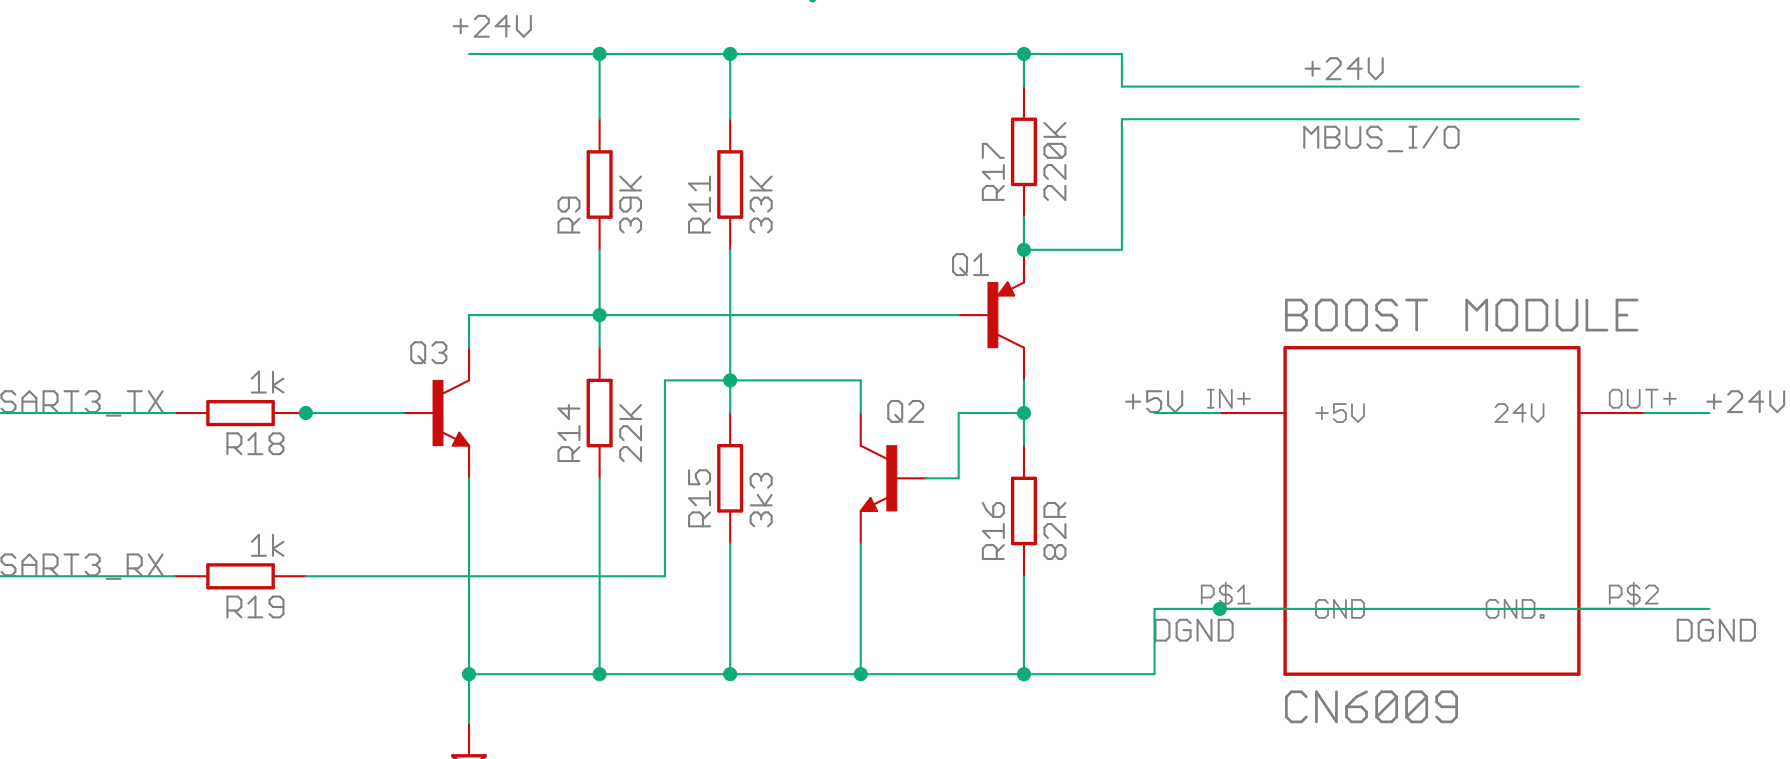 +24V
+24V
MBUS_I/O
R9
39K
R11
33K
R17
220K
Q1
Q3
BOOST MODULE
SART3_TX
1k
R18
R14
22K
Q2
+5V
IN+
+5V
24V
OUT+
+24V
R15
3k3
R16
82R
SART3_RX
1k
R19
P$1
GND
GND.
P$2
DGND
DGND
CN6009